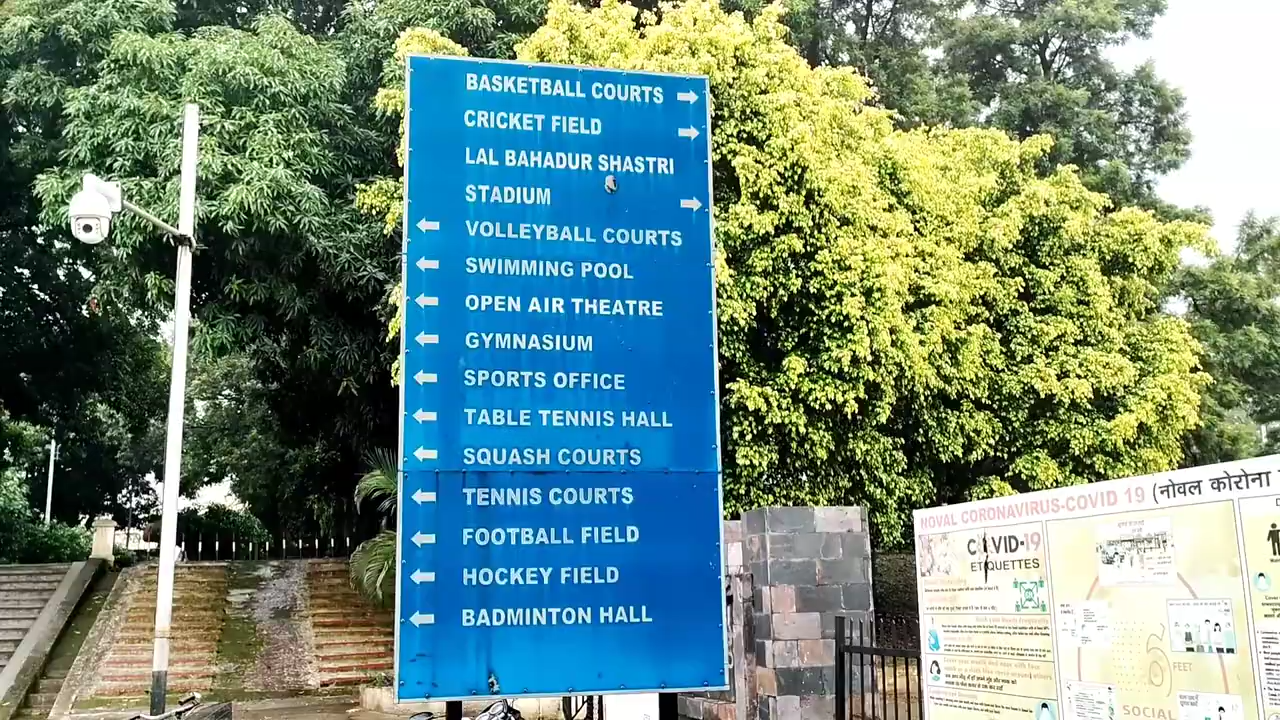 BASKETBALL COURTS
CRICKET FIELD
LAL BAHADUR SHASTRI
STADIUM
VOLLEYBALL COURTS
SWIMMING POOL
OPEN AIR THEATRE
GYMNASIUM
SPORTS OFFICE
TABLE TENNIS HALL
SQUASH COURTS
TENNIS COURTS
FOOTBALL FIELD
HOCKEY FIELD
BADMINTON HALL
NOVAL CORONAVIRUS-COVID 19 (नोवल कोरोना
COVID-19
ETIQUETTES
6
FEET
SOCIAL